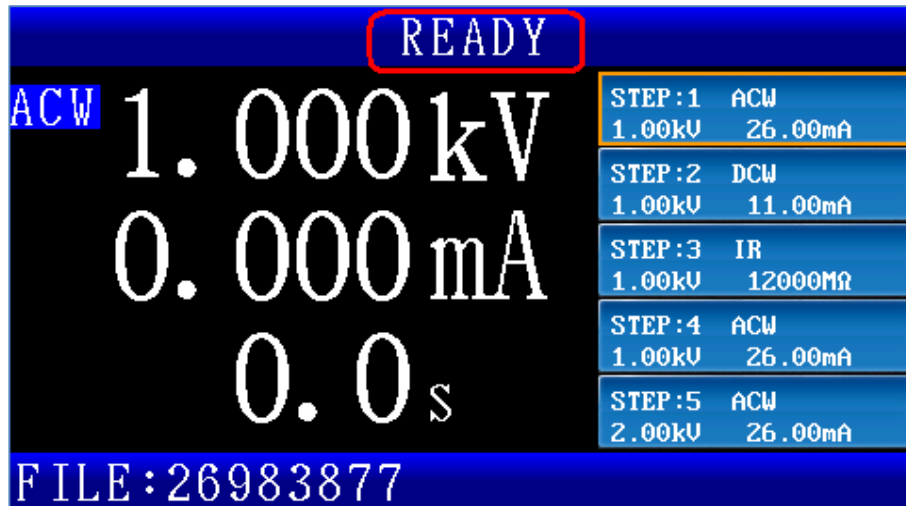 READY
ACW 1.000kV
0.000mA
0.0s
STEP:1 ACW
1.00kV 26.00mA
STEP:2 DCW
1.00kV 11.00mA
STEP:3 IR
1.00kV 12000MΩ
STEP:4 ACW
1.00kV 26.00mA
STEP:5 ACW
2.00kV 26.00mA
FILE:26983877